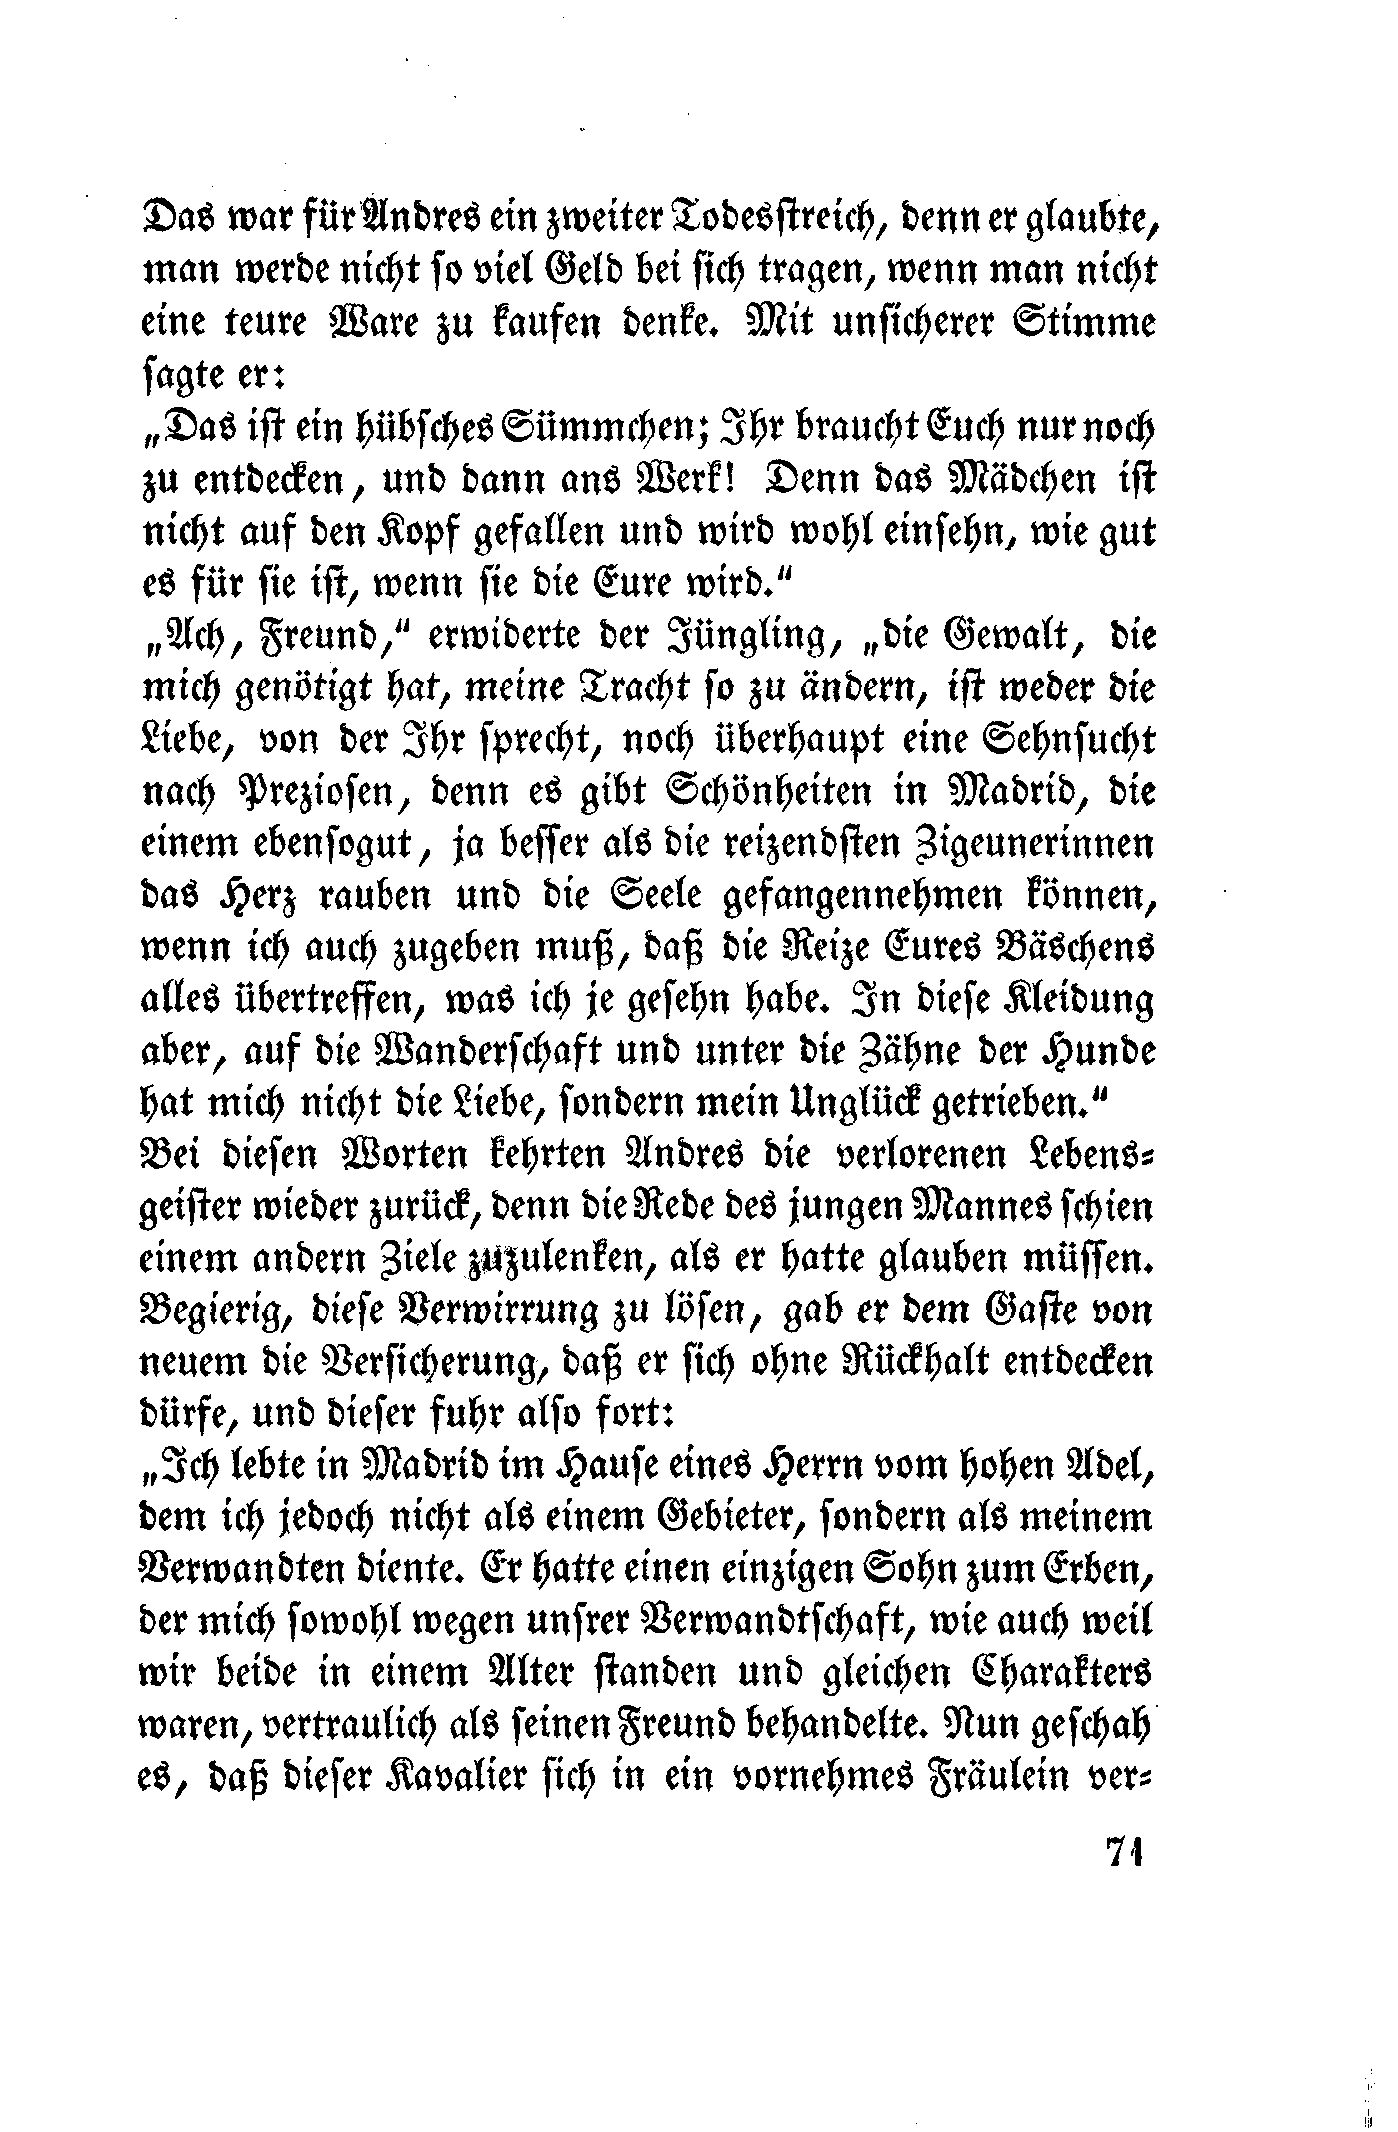 Das war für Andres ein zweiter Todesstreich, denn er glaubte,
man werde nicht so viel Geld bei sich tragen, wenn man nicht
eine teure Ware zu kaufen denke. Mit unsicherer Stimme
sagte er:
„Das ist ein hübsches Sümmchen; Ihr braucht Euch nur noch
zu entdecken, und dann ans Werk! Denn das Mädchen ist
nicht auf den Kopf gefallen und wird wohl einsehn, wie gut
es für sie ist, wenn sie die Eure wird.“
„Ach, Freund,“ erwiderte der Jüngling, „die Gewalt, die
mich genötigt hat, meine Tracht so zu ändern, ist weder die
Liebe, von der Ihr sprecht, noch überhaupt eine Sehnsucht
nach Preziosen, denn es gibt Schönheiten in Madrid, die
einem ebensogut, ja besser als die reizendsten Zigeunerinnen
das Herz rauben und die Seele gefangennehmen können,
wenn ich auch zugeben muß, daß die Reize Eures Bäschens
alles übertreffen, was ich je gesehn habe. In diese Kleidung
aber, auf die Wanderschaft und unter die Zähne der Hunde
hat mich nicht die Liebe, sondern mein Unglück getrieben.“
Bei diesen Worten kehrten Andres die verlorenen Lebens-
geister wieder zurück, denn die Rede des jungen Mannes schien
einem andern Ziele zuzulenken, als er hatte glauben müssen.
Begierig, diese Verwirrung zu lösen, gab er dem Gaste von
neuem die Versicherung, daß er sich ohne Rückhalt entdecken
dürfe, und dieser fuhr also fort:
„Ich lebte in Madrid im Hause eines Herrn vom hohen Adel,
dem ich jedoch nicht als einem Gebieter, sondern als meinem
Verwandten diente. Er hatte einen einzigen Sohn zum Erben,
der mich sowohl wegen unsrer Verwandtschaft, wie auch weil
wir beide in einem Alter standen und gleichen Charakters
waren, vertraulich als seinen Freund behandelte. Nun geschah
es, daß dieser Kavalier sich in ein vornehmes Fräulein ver-
71